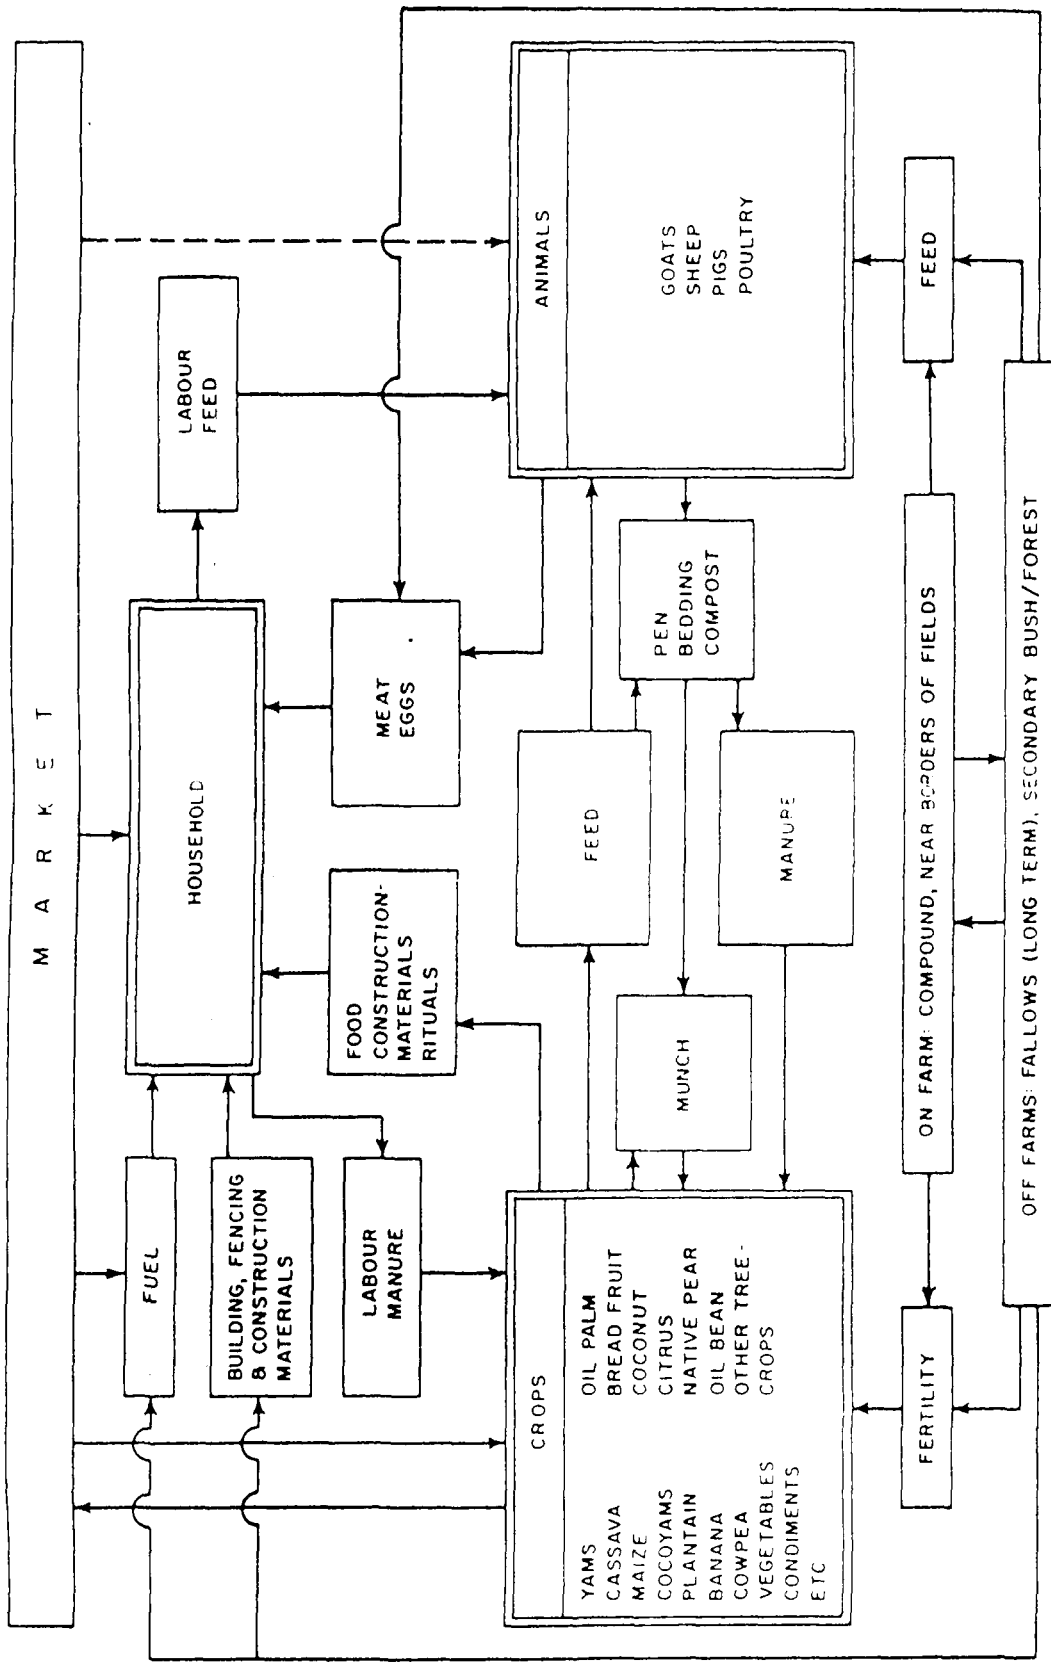 M A R K E T
FUEL
BUILDING, FENCING
& CONSTRUCTION
MATERIALS
HOUSEHOLD
LABOUR
FEED
LABOUR
MANURE
FOOD
CONSTRUCTION-
MATERIALS
RITUALS
MEAT
EGGS
CROPS
YAMS
CASSAVA
MAIZE
COCOYAMS
PLANTAIN
BANANA
COWPEA
VEGETABLES
CONDIMENTS
ETC
OIL PALM
BREAD FRUIT
COCONUT
CITRUS
NATIVE PEAR
OIL BEAN
OTHER TREE-
CROPS
FEED
MUNCH
PEN
BEDDING
COMPOST
MANURE
ANIMALS
GOATS
SHEEP
PIGS
POULTRY
FERTILITY
ON FARM: COMPOUND, NEAR BORDERS OF FIELDS
FEED
OFF FARMS: FALLOWS (LONG TERM), SECONDARY BUSH/FOREST